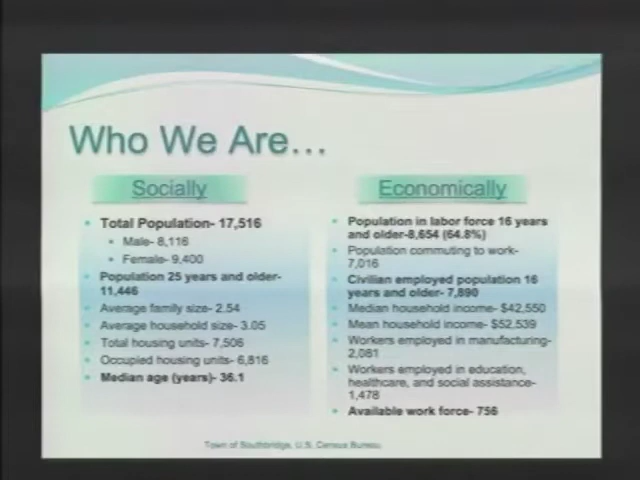 Who We Are...
Socially
Total Population- 17,516
Male- 8,116
Female- 9,400
Population 25 years and older-
11,446
Average family size- 2.54
Average household size- 3.05
Total housing units- 7,506
Occupied housing units- 6,816
Median age (years)- 36.1
Economically
Population in labor force 16 years
and older-8,654 (64.8%)
Population commuting to work-
7,016
Civilian employed population 16
years and older- 7,890
Median household income- $42,550
Mean household income- $52,539
Workers employed in manufacturing-
2,081
Workers employed in education,
healthcare, and social assistance-
1,478
Available work force- 756
Town of Southbridge, U.S. Census Bureau